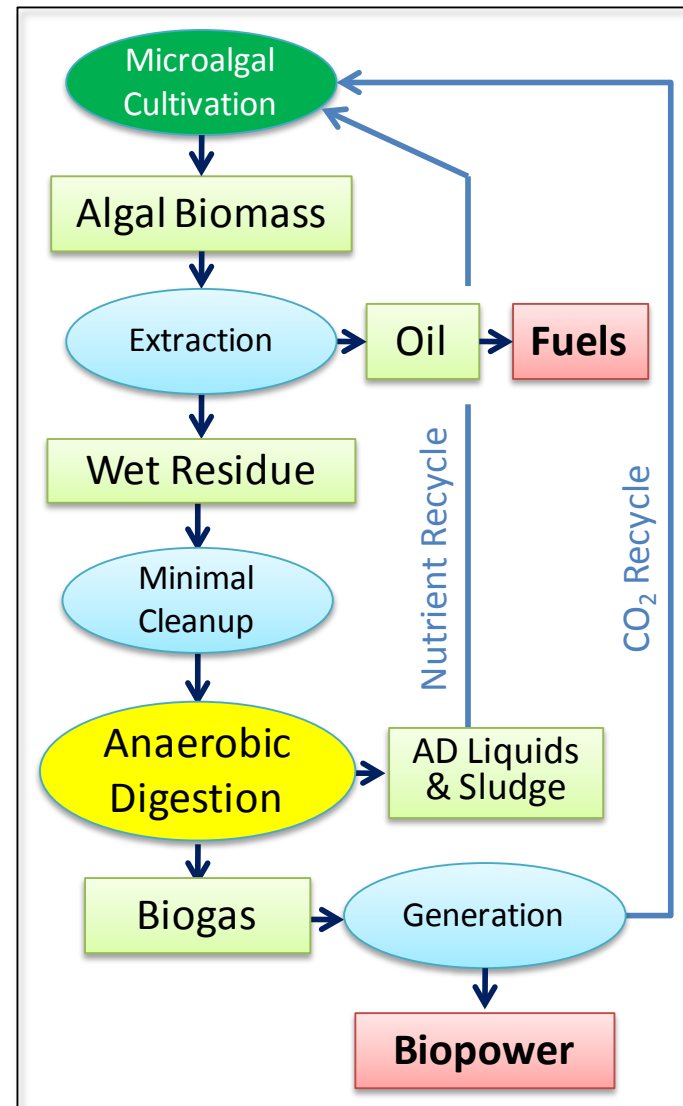 Microalgal
Cultivation
Algal Biomass
Extraction
Oil
Fuels
Wet Residue
Minimal
Cleanup
Nutrient Recycle
CO₂ Recycle
Anaerobic
Digestion
AD Liquids
& Sludge
Biogas
Generation
Biopower